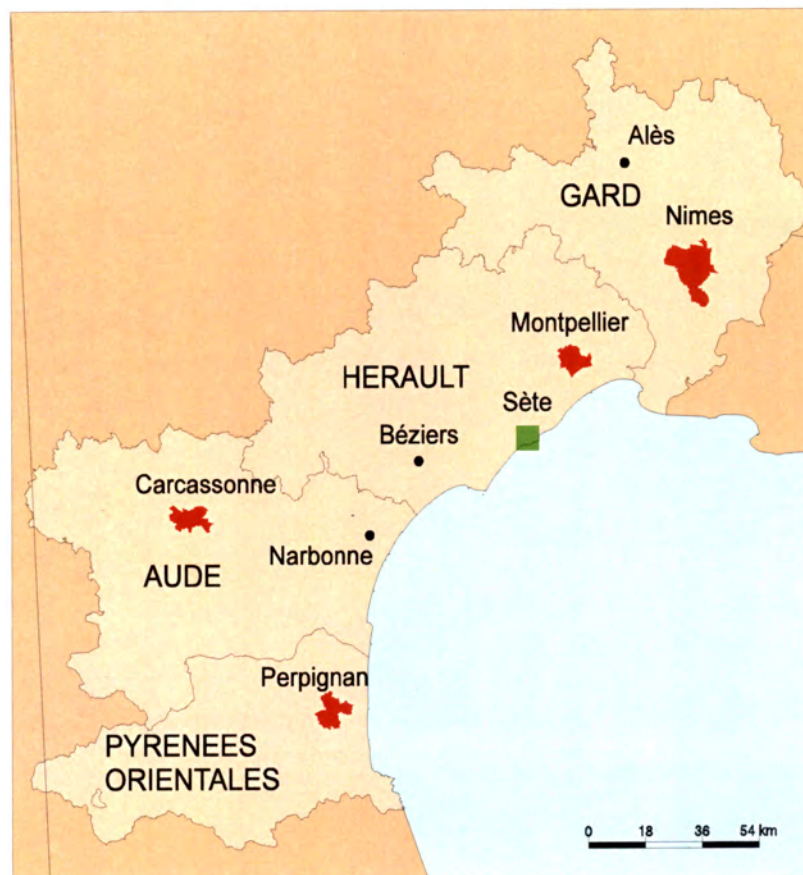 Alès
GARD
Nimes
Montpellier
HERAULT
Sète
Béziers
Carcassonne
Narbonne
AUDE
Perpignan
PYRENEES
ORIENTALES
0 18 36 54 km